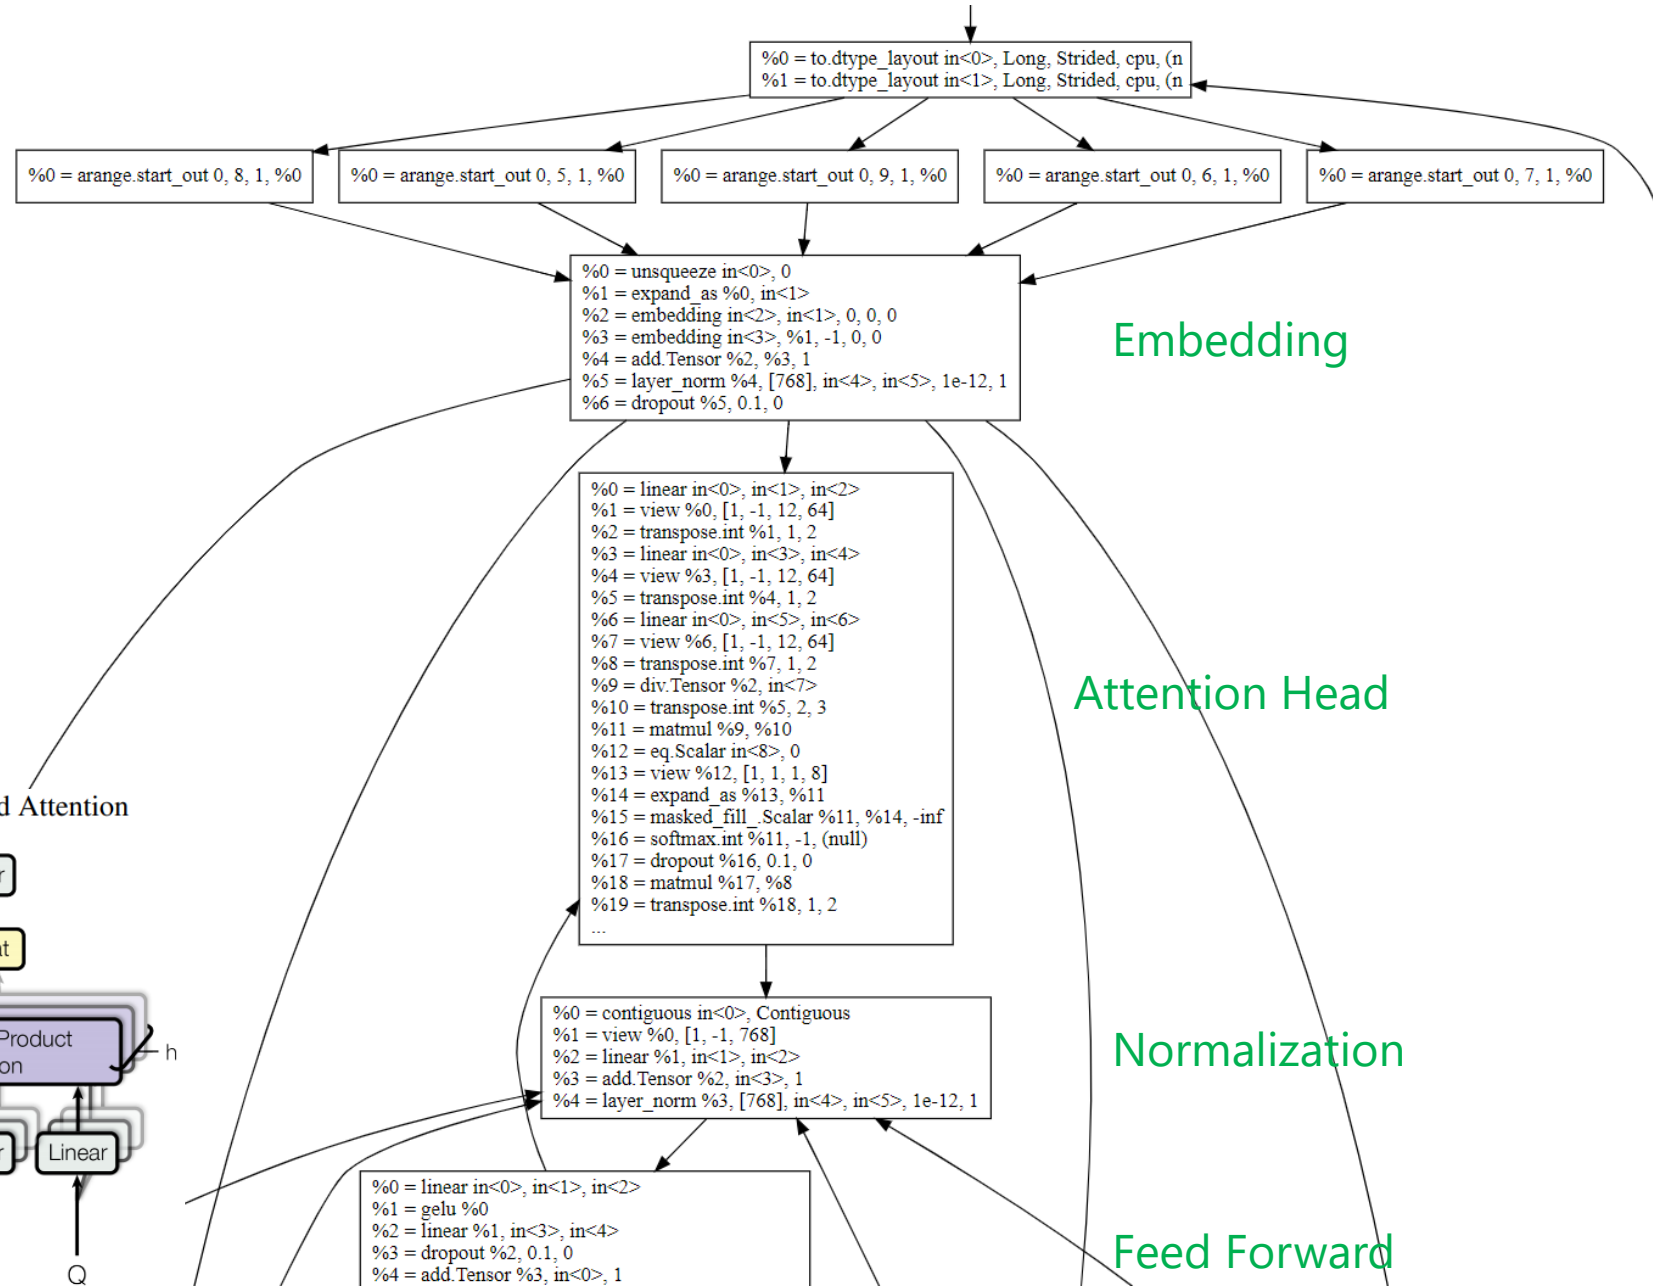 %0 = to.dtype_layout in<0>, Long, Strided, cpu, (n
%1 = to.dtype_layout in<1>, Long, Strided, cpu, (n
%0 = arange.start_out 0, 8, 1, %0
%0 = arange.start_out 0, 5, 1, %0
%0 = arange.start_out 0, 9, 1, %0
%0 = arange.start_out 0, 6, 1, %0
%0 = arange.start_out 0, 7, 1, %0
%0 = unsqueeze in<0>, 0
%1 = expand_as %0, in<1>
%2 = embedding in<2>, in<1>, 0, 0, 0
%3 = embedding in<3>, %1, -1, 0, 0
%4 = add.Tensor %2, %3, 1
%5 = layer_norm %4, [768], in<4>, in<5>, 1e-12, 1
%6 = dropout %5, 0.1, 0
Embedding
%0 = linear in<0>, in<1>, in<2>
%1 = view %0, [1, -1, 12, 64]
%2 = transpose.int %1, 1, 2
%3 = linear in<0>, in<3>, in<4>
%4 = view %3, [1, -1, 12, 64]
%5 = transpose.int %4, 1, 2
%6 = linear in<0>, in<5>, in<6>
%7 = view %6, [1, -1, 12, 64]
%8 = transpose.int %7, 1, 2
%9 = div.Tensor %2, in<7>
%10 = transpose.int %5, 2, 3
%11 = matmul %9, %10
%12 = eq.Scalar in<8>, 0
%13 = view %12, [1, 1, 1, 8]
%14 = expand_as %13, %11
%15 = masked_fill_.Scalar %11, %14, -inf
%16 = softmax.int %11, -1, (null)
%17 = dropout %16, 0.1, 0
%18 = matmul %17, %8
%19 = transpose.int %18, 1, 2
...
Attention Head
d Attention
r
at
Product
on
h
r
Linear
Q
%0 = contiguous in<0>, Contiguous
%1 = view %0, [1, -1, 768]
%2 = linear %1, in<1>, in<2>
%3 = add.Tensor %2, in<3>, 1
%4 = layer_norm %3, [768], in<4>, in<5>, 1e-12, 1
Normalization
%0 = linear in<0>, in<1>, in<2>
%1 = gelu %0
%2 = linear %1, in<3>, in<4>
%3 = dropout %2, 0.1, 0
%4 = add.Tensor %3, in<0>, 1
Feed Forward